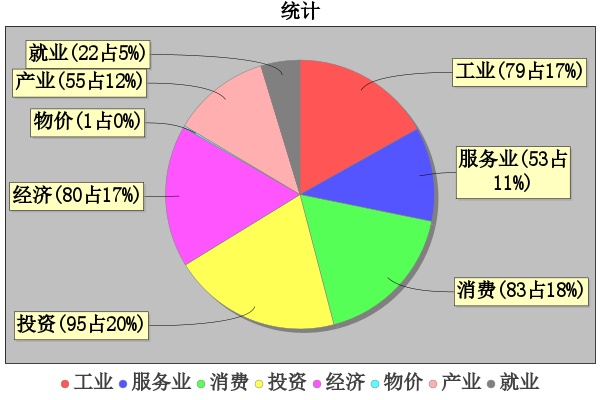 统计
就业(22占5%)
产业(55占12%)
物价(1占0%)
经济(80占17%)
投资(95占20%)
工业(79占17%)
服务业(53占
11%)
消费(83占18%)
工业 服务业 消费 投资 经济 物价 产业 就业